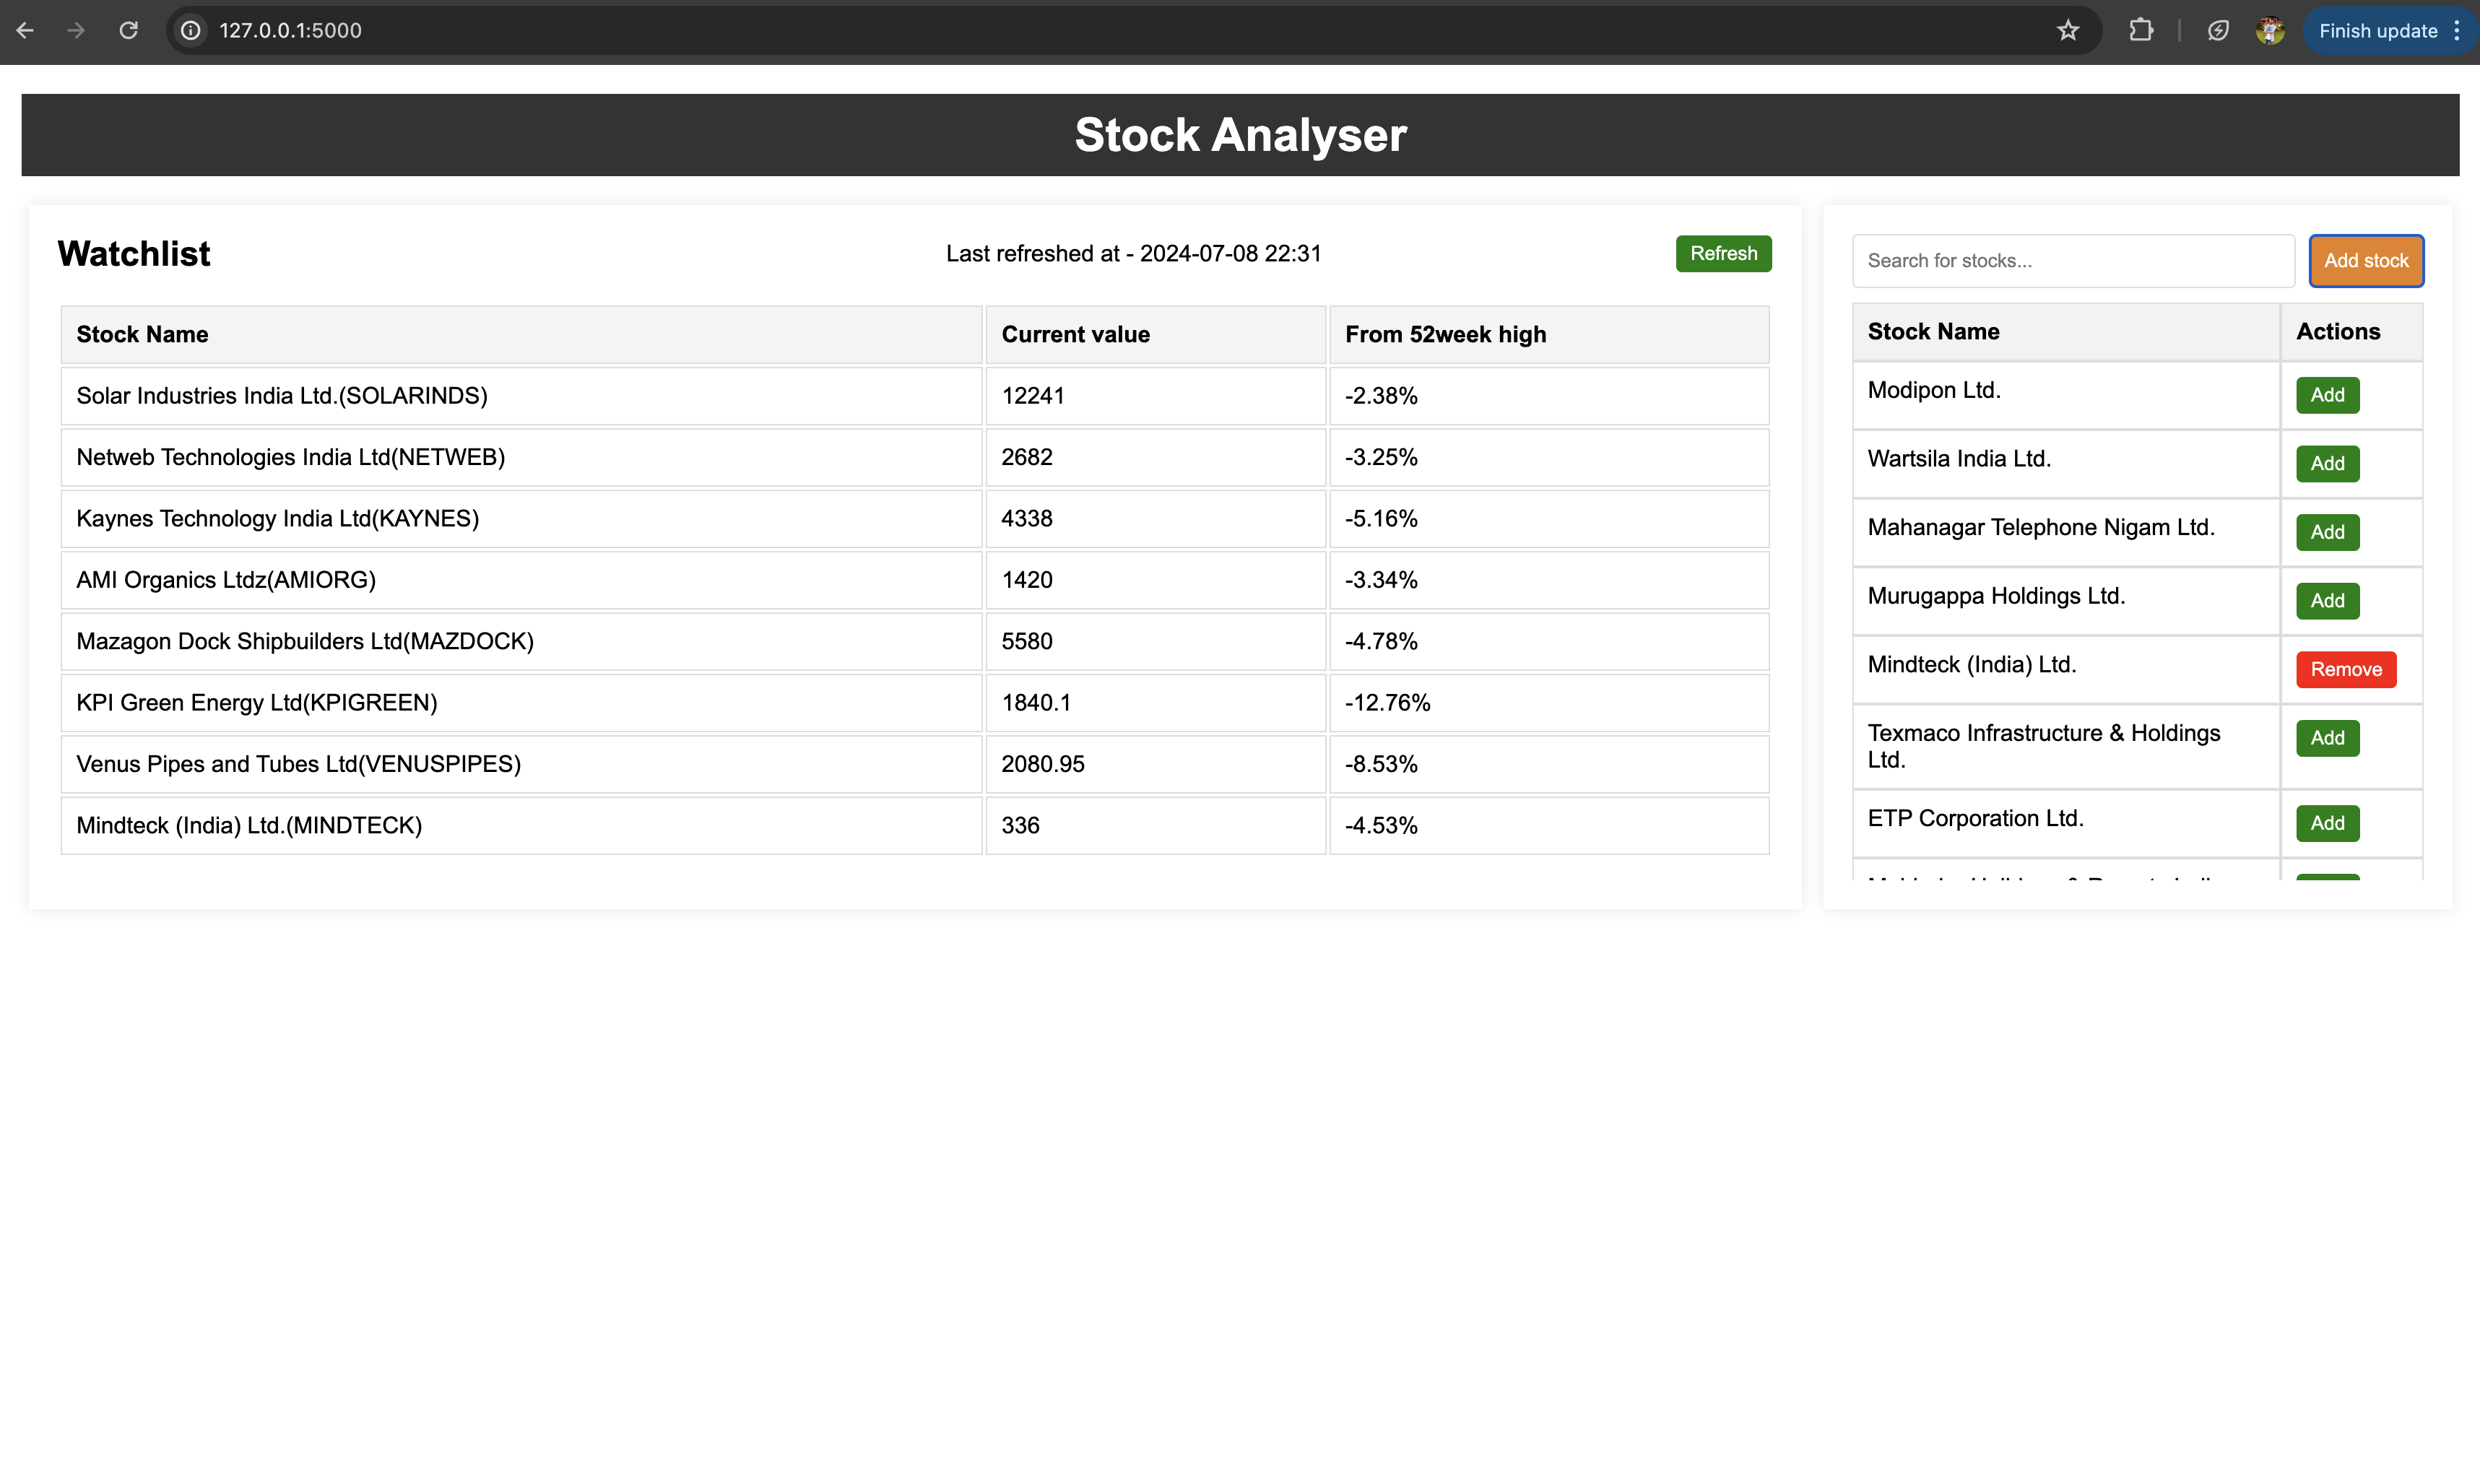 127.0.0.1:5000
Finish update
Stock Analyser
Watchlist
Last refreshed at - 2024-07-08 22:31
Refresh
Stock Name Current value From 52week high
Solar Industries India Ltd.(SOLARINDS) 12241 -2.38%
Netweb Technologies India Ltd(NETWEB) 2682 -3.25%
Kaynes Technology India Ltd(KAYNES) 4338 -5.16%
AMI Organics Ltdz(AMIORG) 1420 -3.34%
Mazagon Dock Shipbuilders Ltd(MAZDOCK) 5580 -4.78%
KPI Green Energy Ltd(KPIGREEN) 1840.1 -12.76%
Venus Pipes and Tubes Ltd(VENUSPIPES) 2080.95 -8.53%
Mindteck (India) Ltd.(MINDTECK) 336 -4.53%
Search for stocks...
Add stock
Stock Name Actions
Modipon Ltd. Add
Wartsila India Ltd. Add
Mahanagar Telephone Nigam Ltd. Add
Murugappa Holdings Ltd. Add
Mindteck (India) Ltd. Remove
Texmaco Infrastructure & Holdings Add
Ltd.
ETP Corporation Ltd. Add